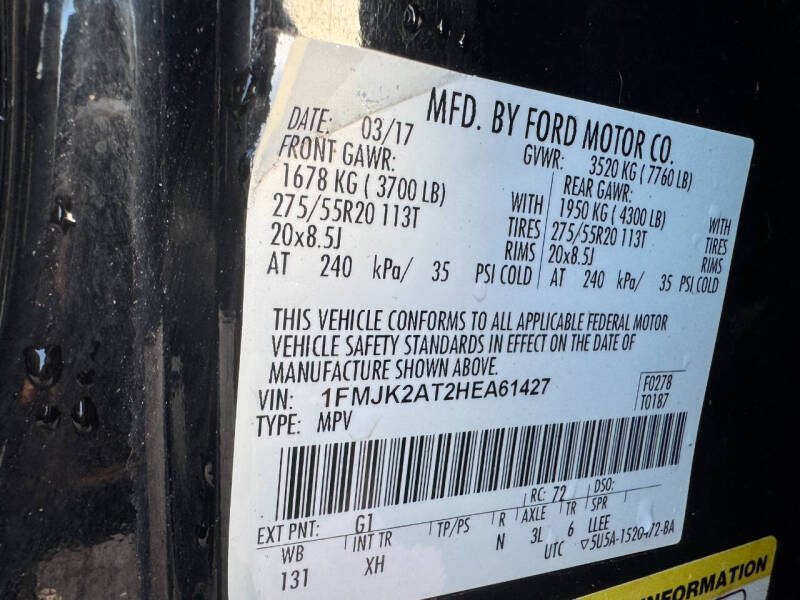 MFD. BY FORD MOTOR CO.
DATE: 03/17 GVWR: 3520 KG (7760 LB)
FRONT GAWR: REAR GAWR:
1678 KG (3700 LB) WITH 1950 KG (4300 LB) WITH
275/55R20 113T TIRES 275/55R20 113T TIRES
20x8.5J RIMS 20x8.5J RIMS
AT 240 kPa/ 35 PSI COLD AT 240 kPa/ 35 PSI COLD
THIS VEHICLE CONFORMS TO ALL APPLICABLE FEDERAL MOTOR
VEHICLE SAFETY STANDARDS IN EFFECT ON THE DATE OF
MANUFACTURE SHOWN ABOVE.
VIN: 1FMJK2AT2HEA61427 F0278
TYPE: MPV T0187
EXT PNT: G1 RC: 72 DSO:
WB INT TR TP/PS R AXLE TR SPR
131 XH N 3L 6 LLEE
UTC ▽5U5A-1520472-BA
INFORMATION